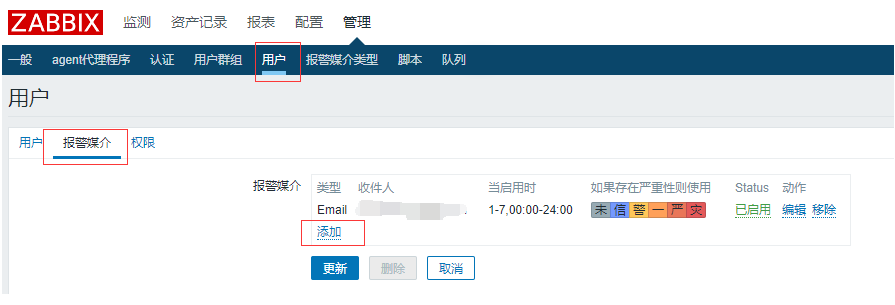 ZABBIX 监测 资产记录 报表 配置 管理
一般 agent代理程序 认证 用户群组 用户 报警媒介类型 脚本 队列
用户
用户 报警媒介 权限
报警媒介 类型 收件人 当启用时 如果存在严重性则使用 Status 动作
Email 1-7,00:00-24:00 未 信 警 一 严 灾 已启用 编辑 移除
添加
更新 删除 取消